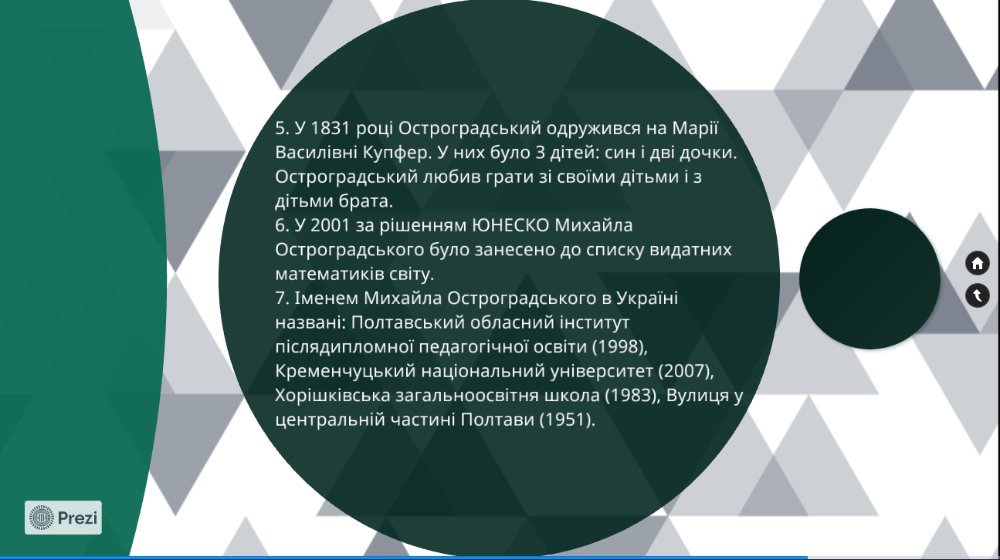 5. У 1831 році Остроградський одружився на Марії
Василівні Купфер. У них було 3 дітей: син і дві дочки.
Остроградський любив грати зі своїми дітьми і з
дітьми брата.
6. У 2001 за рішенням ЮНЕСКО Михайла
Остроградського було занесено до списку видатних
математиків світу.
7. Іменем Михайла Остроградського в Україні
названі: Полтавський обласний інститут
післядипломної педагогічної освіти (1998),
Кременчуцький національний університет (2007),
Хорішківська загальноосвітня школа (1983), Вулиця у
центральній частині Полтави (1951).
Prezi